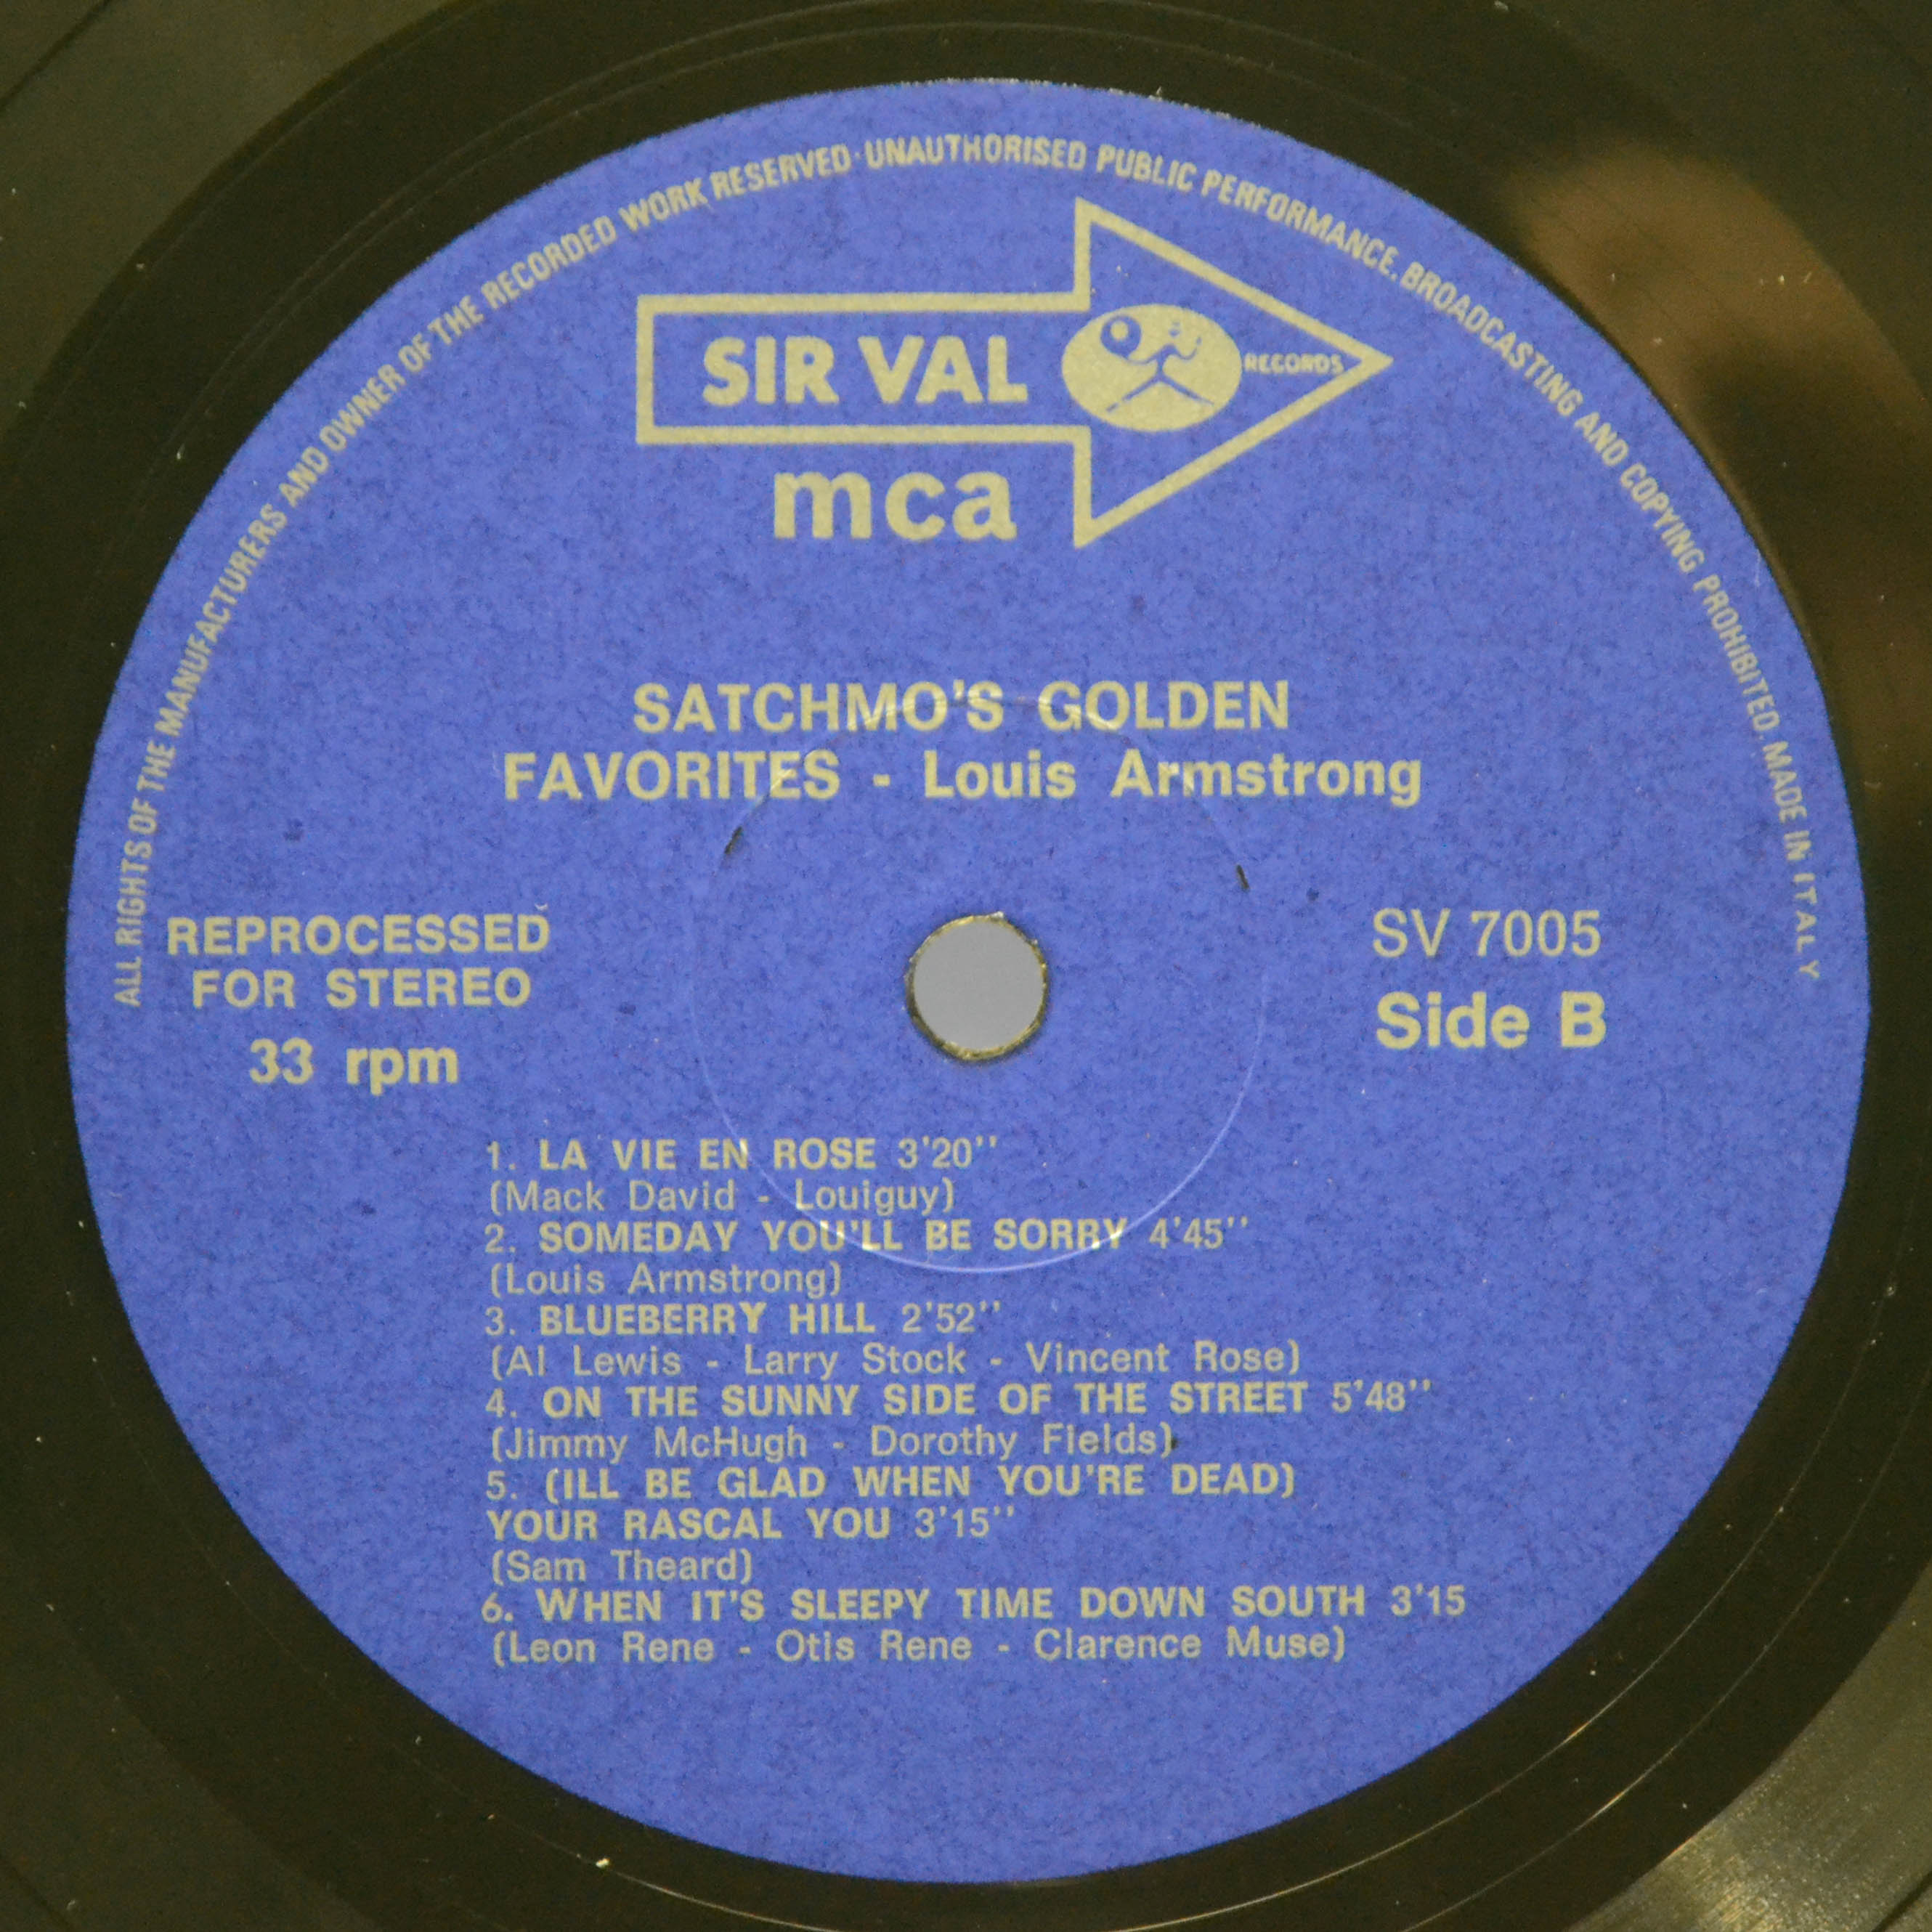 ALL RIGHTS OF THE MANUFACTURERS AND OWNER OF THE RECORDED WORK RESERVED · UNAUTHORISED PUBLIC PERFORMANCE. BROADCASTING AND COPYING PROHIBITED. MADE IN ITALY
SIR VAL RECORDS
mca
SATCHMO'S GOLDEN
FAVORITES - Louis Armstrong
REPROCESSED
FOR STEREO
33 rpm
SV 7005
Side B
1. LA VIE EN ROSE 3'20''
(Mack David - Louiguy)
2. SOMEDAY YOU'LL BE SORRY 4'45''
(Louis Armstrong)
3. BLUEBERRY HILL 2'52''
(Al Lewis - Larry Stock - Vincent Rose)
4. ON THE SUNNY SIDE OF THE STREET 5'48''
(Jimmy McHugh - Dorothy Fields)
5. (ILL BE GLAD WHEN YOU'RE DEAD)
YOUR RASCAL YOU 3'15''
(Sam Theard)
6. WHEN IT'S SLEEPY TIME DOWN SOUTH 3'15
(Leon Rene - Otis Rene - Clarence Muse)